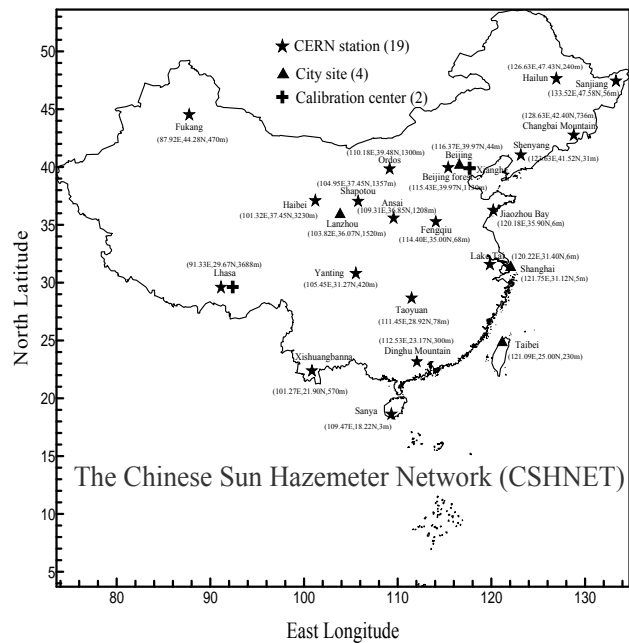 CERN station (19)
City site (4)
Calibration center (2)
(126.63E,47.43N,240m)
Hailun
Sanjiang
(133.52E,47.58N,56m)
Fukang
(87.92E,44.28N,470m)
(128.63E,42.40N,736m)
Changbai Mountain
Shenyang
(123.63E,41.52N,31m)
(110.18E,39.48N,1300m)
Ordos
(116.37E,39.97N,44m)
Beijing
Beijing forest
(115.43E,39.97N,1130m)
(104.95E,37.45N,1357m)
Shapotou
Haibei
(101.32E,37.45N,3230m)
Ansai
(109.31E,36.85N,1208m)
Lanzhou
(103.82E,36.07N,1520m)
Fengqiu
(114.40E,35.00N,68m)
Jiaozhou Bay
(120.18E,35.90N,6m)
(91.33E,29.67N,3688m)
Lhasa
Yanting
(105.45E,31.27N,420m)
(120.22E,31.40N,6m)
Shanghai
(121.75E,31.12N,5m)
Taoyuan
(111.45E,28.92N,78m)
(112.53E,23.17N,300m)
Dinghu Mountain
Taibei
(121.09E,25.00N,230m)
Xishuangbanna
(101.27E,21.90N,570m)
Sanya
(109.47E,18.22N,3m)
The Chinese Sun Hazemeter Network (CSHNET)
50
45
40
35
30
25
20
15
10
5
North Latitude
80 90 100 110 120 130
East Longitude